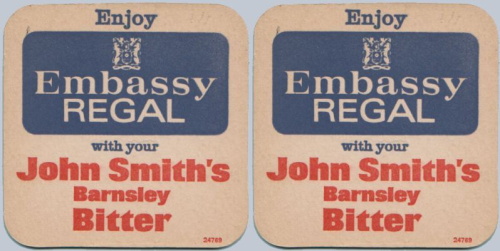 Enjoy
Embassy
REGAL
with your
John Smith's
Barnsley
Bitter
24769
Enjoy
Embassy
REGAL
with your
John Smith's
Barnsley
Bitter
24769